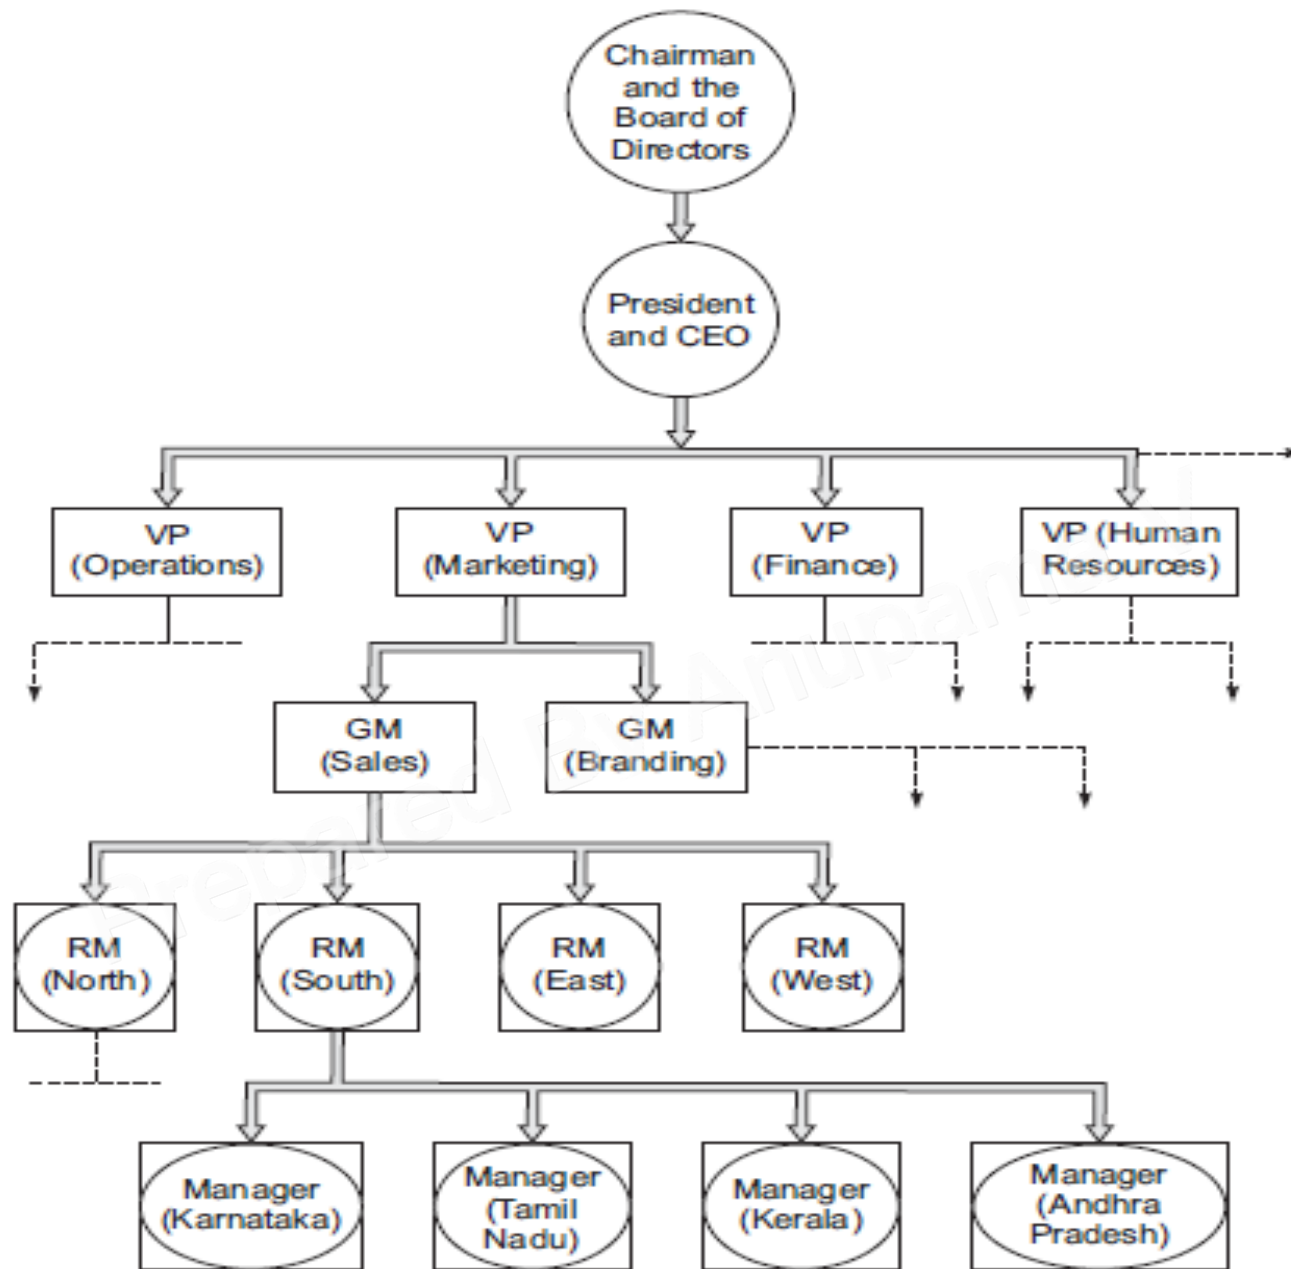 Chairman
and the
Board of
Directors
President
and CEO
VP
(Operations)
VP
(Marketing)
VP
(Finance)
VP (Human
Resources)
GM
(Sales)
GM
(Branding)
RM
(North)
RM
(South)
RM
(East)
RM
(West)
Manager
(Karnataka)
Manager
(Tamil
Nadu)
Manager
(Kerala)
Manager
(Andhra
Pradesh)
Prepared By